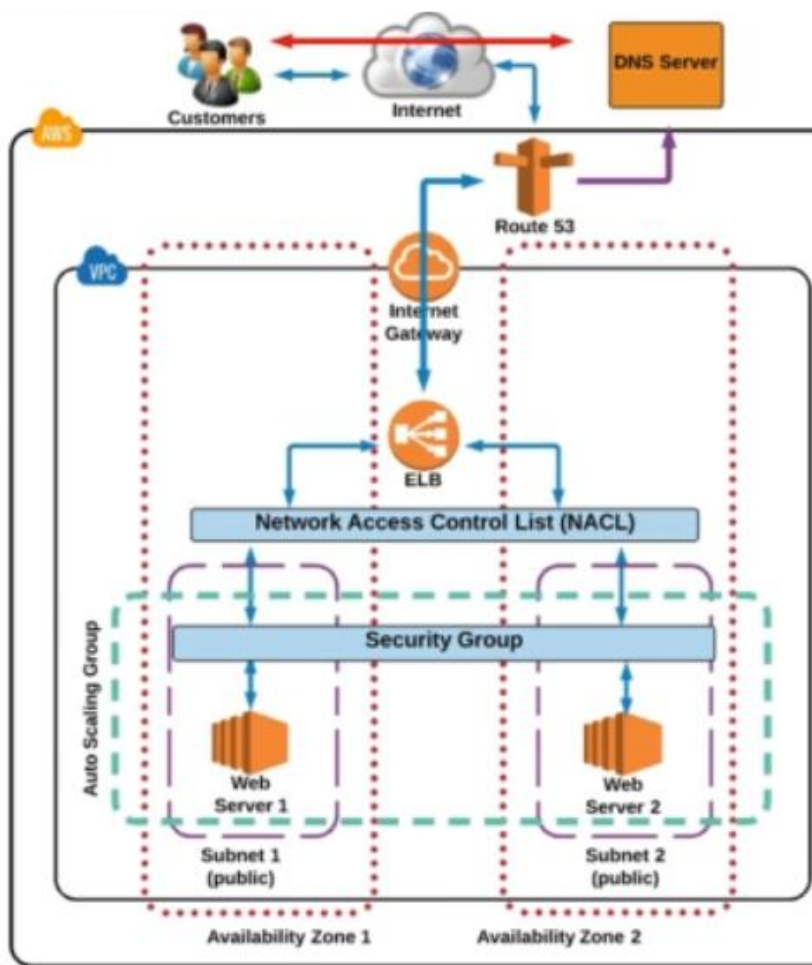 DNS Server
Customers
Internet
AWS
Route 53
VPC
Internet
Gateway
ELB
Network Access Control List (NACL)
Security Group
Auto Scaling Group
Web
Server 1
Web
Server 2
Subnet 1
(public)
Subnet 2
(public)
Availability Zone 1
Availability Zone 2